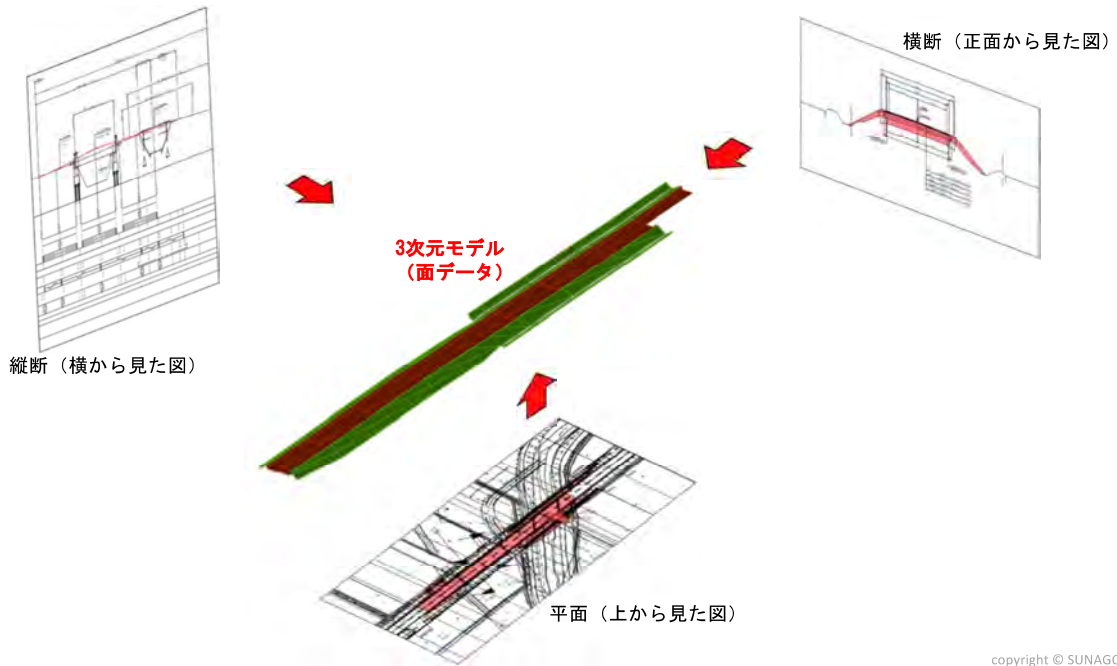 横断（正面から見た図）
3次元モデル
（面データ）
縦断（横から見た図）
平面（上から見た図）
copyright © SUNAGO